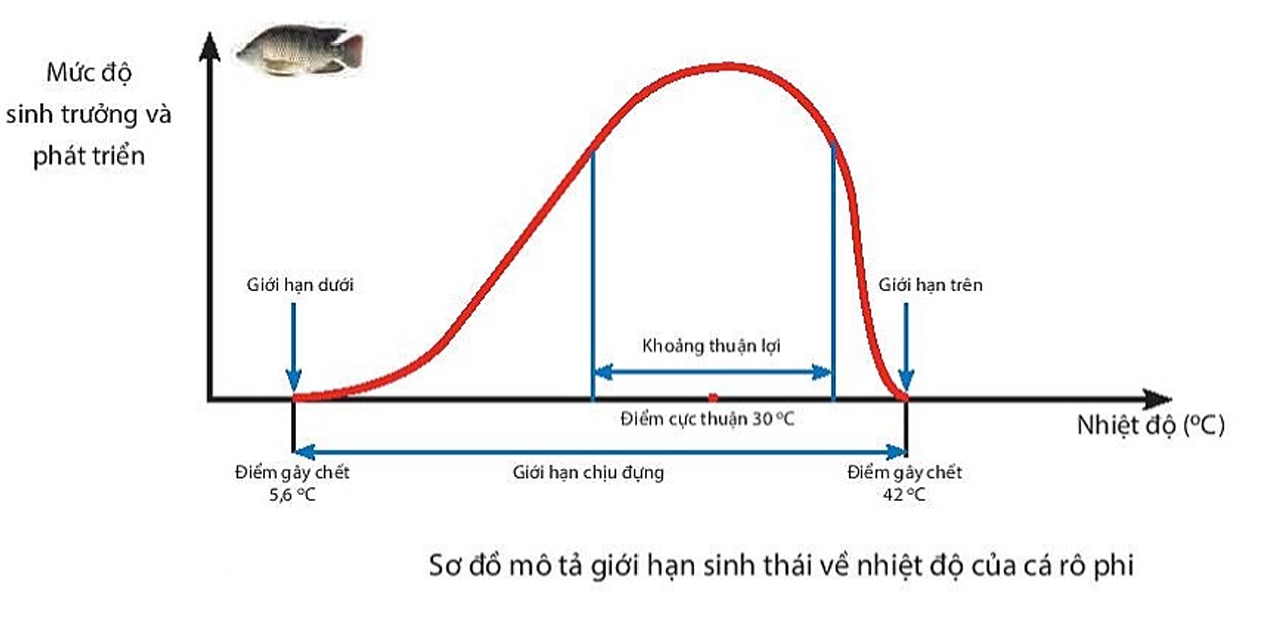 Mức độ
sinh trưởng và
phát triển
Giới hạn dưới
Giới hạn trên
Khoảng thuận lợi
Điểm cực thuận 30 ºC
Nhiệt độ (ºC)
Điểm gây chết
5,6 ºC
Giới hạn chịu đựng
Điểm gây chết
42 ºC
Sơ đồ mô tả giới hạn sinh thái về nhiệt độ của cá rô phi